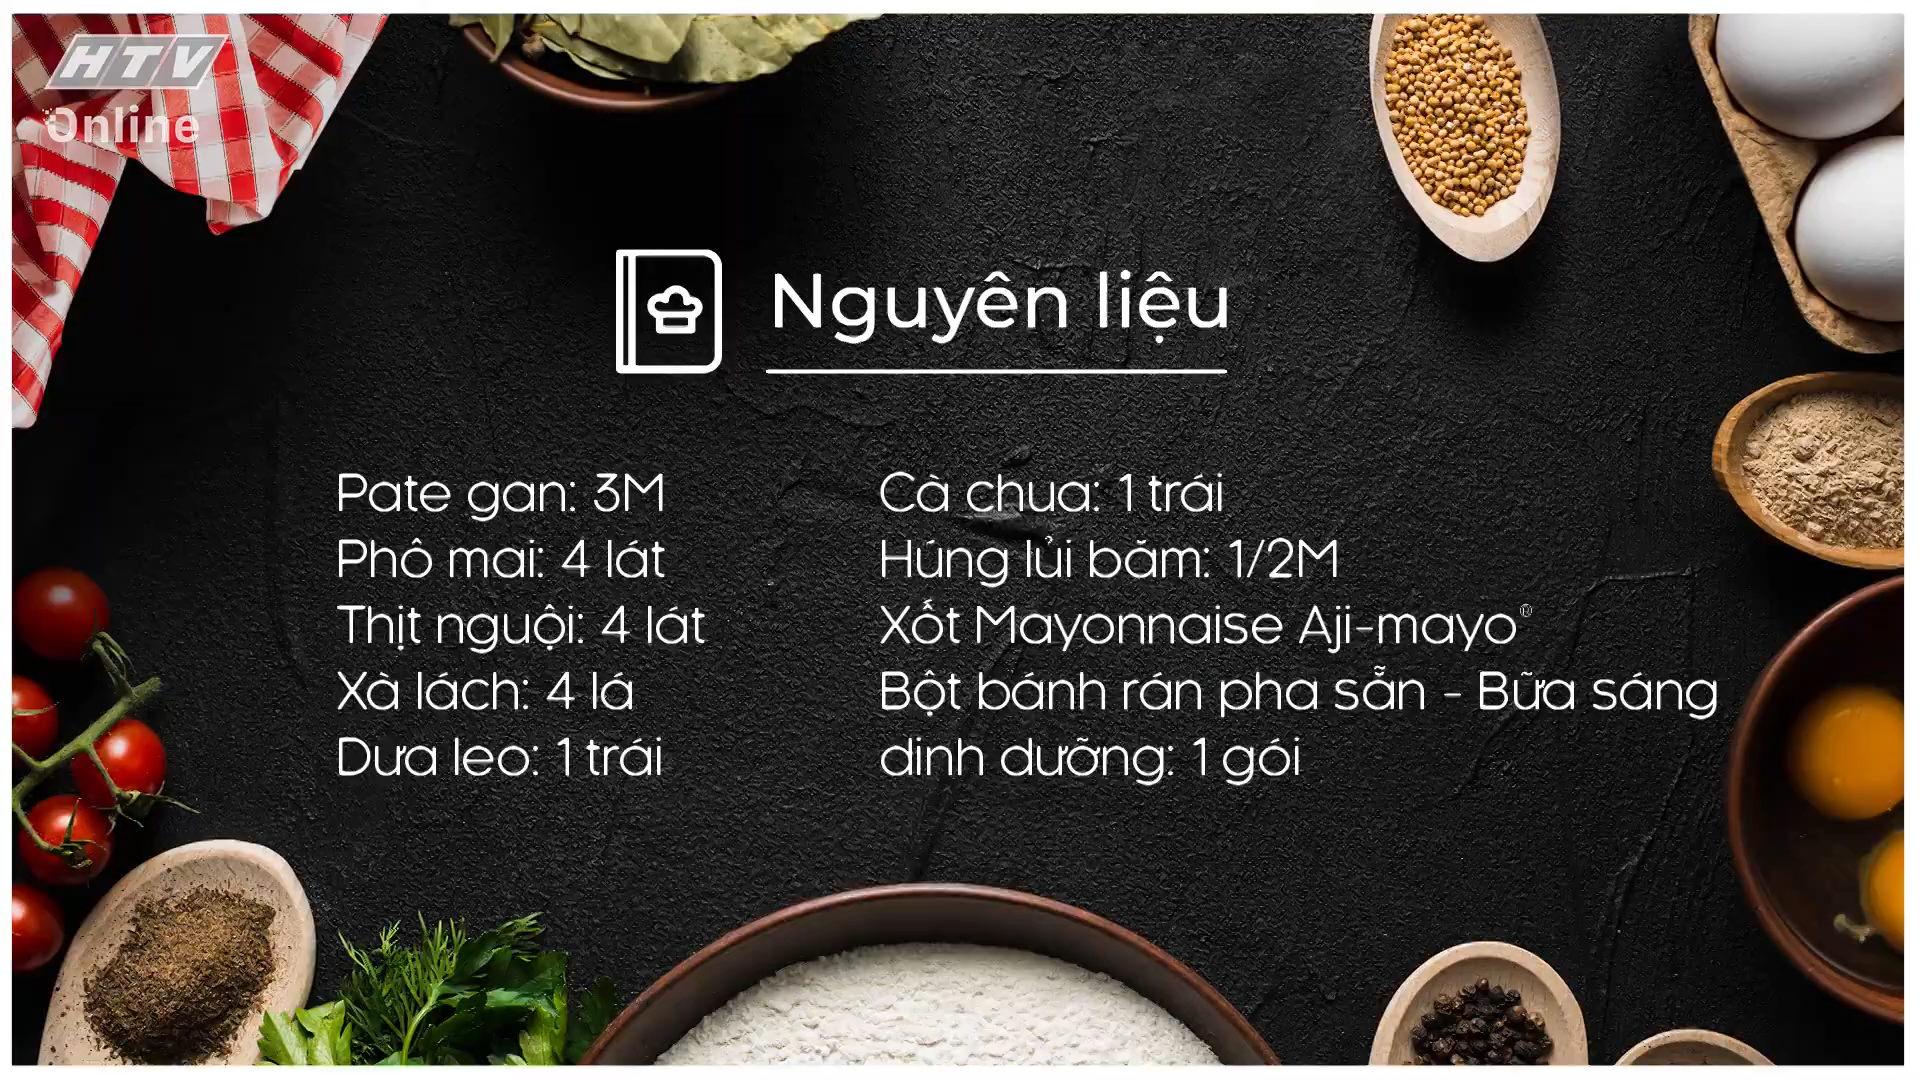 HTV
Online
Nguyên liệu
Pate gan: 3M
Phô mai: 4 lát
Thịt nguội: 4 lát
Xà lách: 4 lá
Dưa leo: 1 trái
Cà chua: 1 trái
Húng lủi băm: 1/2M
Xốt Mayonnaise Aji-mayo®
Bột bánh rán pha sẵn - Bữa sáng
dinh dưỡng: 1 gói